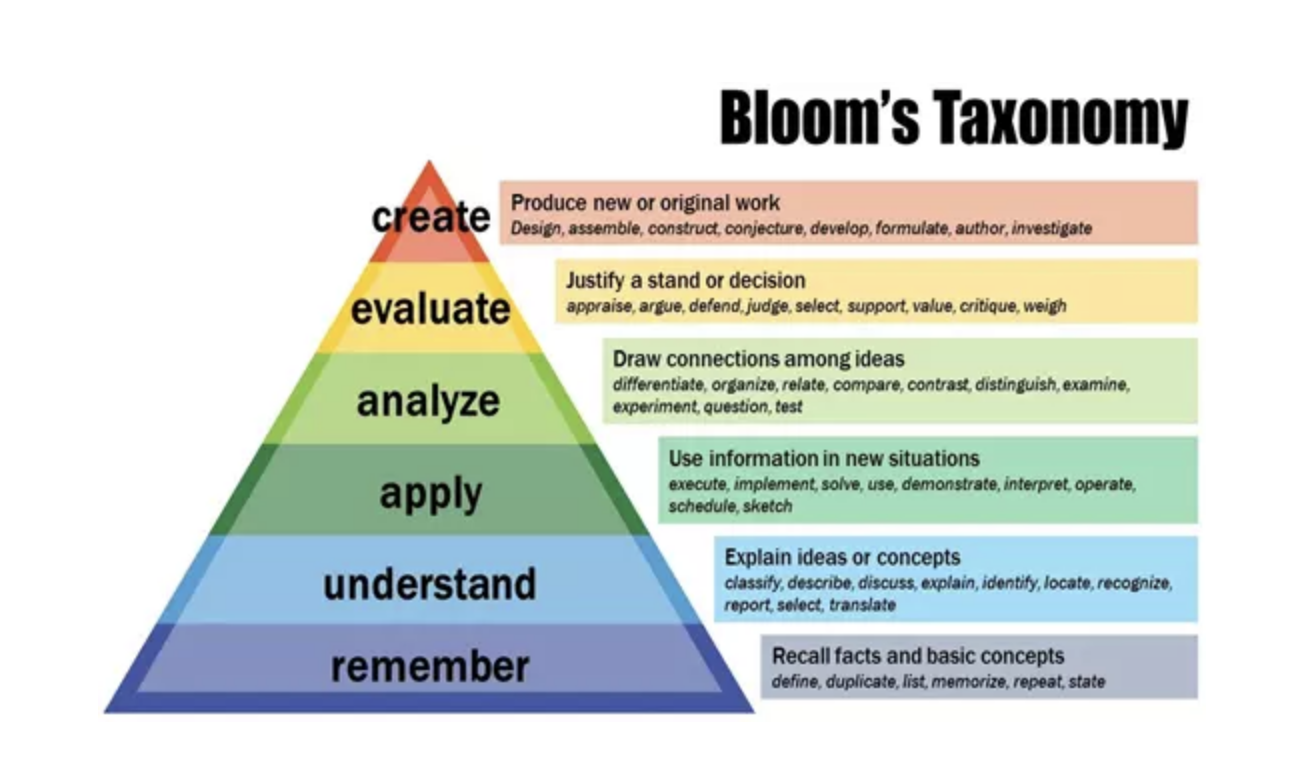 Bloom's Taxonomy
create
Produce new or original work
Design, assemble, construct, conjecture, develop, formulate, author, investigate
evaluate
Justify a stand or decision
appraise, argue, defend, judge, select, support, value, critique, weigh
analyze
Draw connections among ideas
differentiate, organize, relate, compare, contrast, distinguish, examine,
experiment, question, test
apply
Use information in new situations
execute, implement, solve, use, demonstrate, interpret, operate,
schedule, sketch
understand
Explain ideas or concepts
classify, describe, discuss, explain, identify, locate, recognize,
report, select, translate
remember
Recall facts and basic concepts
define, duplicate, list, memorize, repeat, state